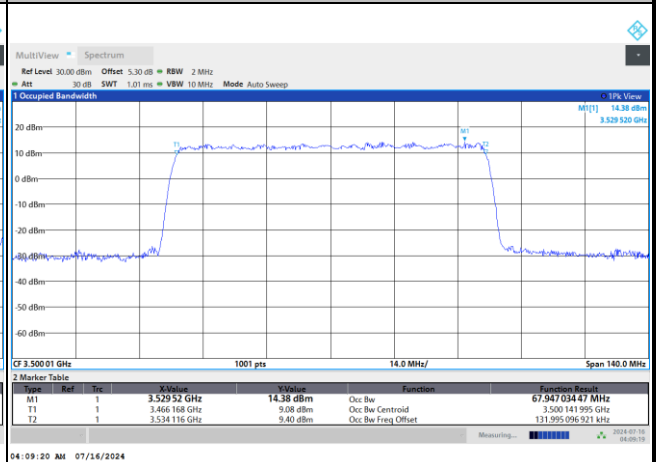 MultiView Spectrum
Ref Level 30.00 dBm Offset 5.30 dB RBW 2 MHz
Att 30 dB SWT 1.01 ms VBW 10 MHz Mode Auto Sweep
1 Occupied Bandwidth 1Pk View
M1[1] 14.38 dBm
3.529 520 GHz
20 dBm
M1
T1 T2
10 dBm
0 dBm
-10 dBm
-20 dBm
-30 dBm
-40 dBm
-50 dBm
-60 dBm
CF 3.500 01 GHz 1001 pts 14.0 MHz/ Span 140.0 MHz
2 Marker Table
Type Ref Trc X-Value Y-Value Function Function Result
M1 1 3.529 52 GHz 14.38 dBm Occ Bw 67.947 034 47 MHz
T1 1 3.466 168 GHz 9.08 dBm Occ Bw Centroid 3.500 141 995 GHz
T2 1 3.534 116 GHz 9.40 dBm Occ Bw Freq Offset 131.995 096 921 kHz
Measuring... 2024-07-16
04:09:19
04:09:20 AM 07/16/2024